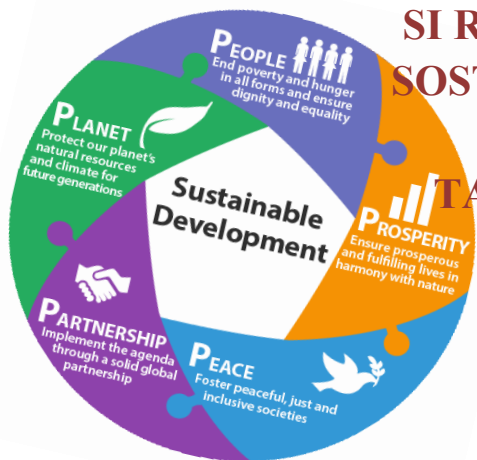 SI R
SOST
TA
PEOPLE
End poverty and hunger
in all forms and ensure
dignity and equality
PLANET
Protect our planet's
natural resources
and climate for
future generations
Sustainable
Development
PROSPERITY
Ensure prosperous
and fulfilling lives in
harmony with nature
PARTNERSHIP
Implement the agenda
through a solid global
partnership
PEACE
Foster peaceful, just and
inclusive societies